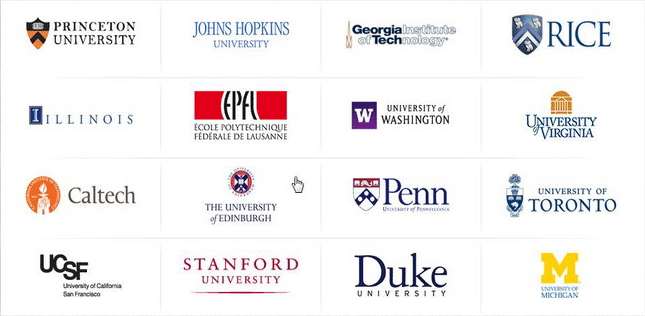 PRINCETON
UNIVERSITY
JOHNS HOPKINS
UNIVERSITY
Georgia Institute
of Technology
RICE
I ILLINOIS
EPFL
ÉCOLE POLYTECHNIQUE
FÉDÉRALE DE LAUSANNE
W
UNIVERSITY of
WASHINGTON
UNIVERSITY
of VIRGINIA
Caltech
THE UNIVERSITY
of EDINBURGH
Penn
UNIVERSITY of PENNSYLVANIA
UNIVERSITY OF
TORONTO
UCSF
University of California
San Francisco
STANFORD
UNIVERSITY
Duke
UNIVERSITY
M
UNIVERSITY OF
MICHIGAN